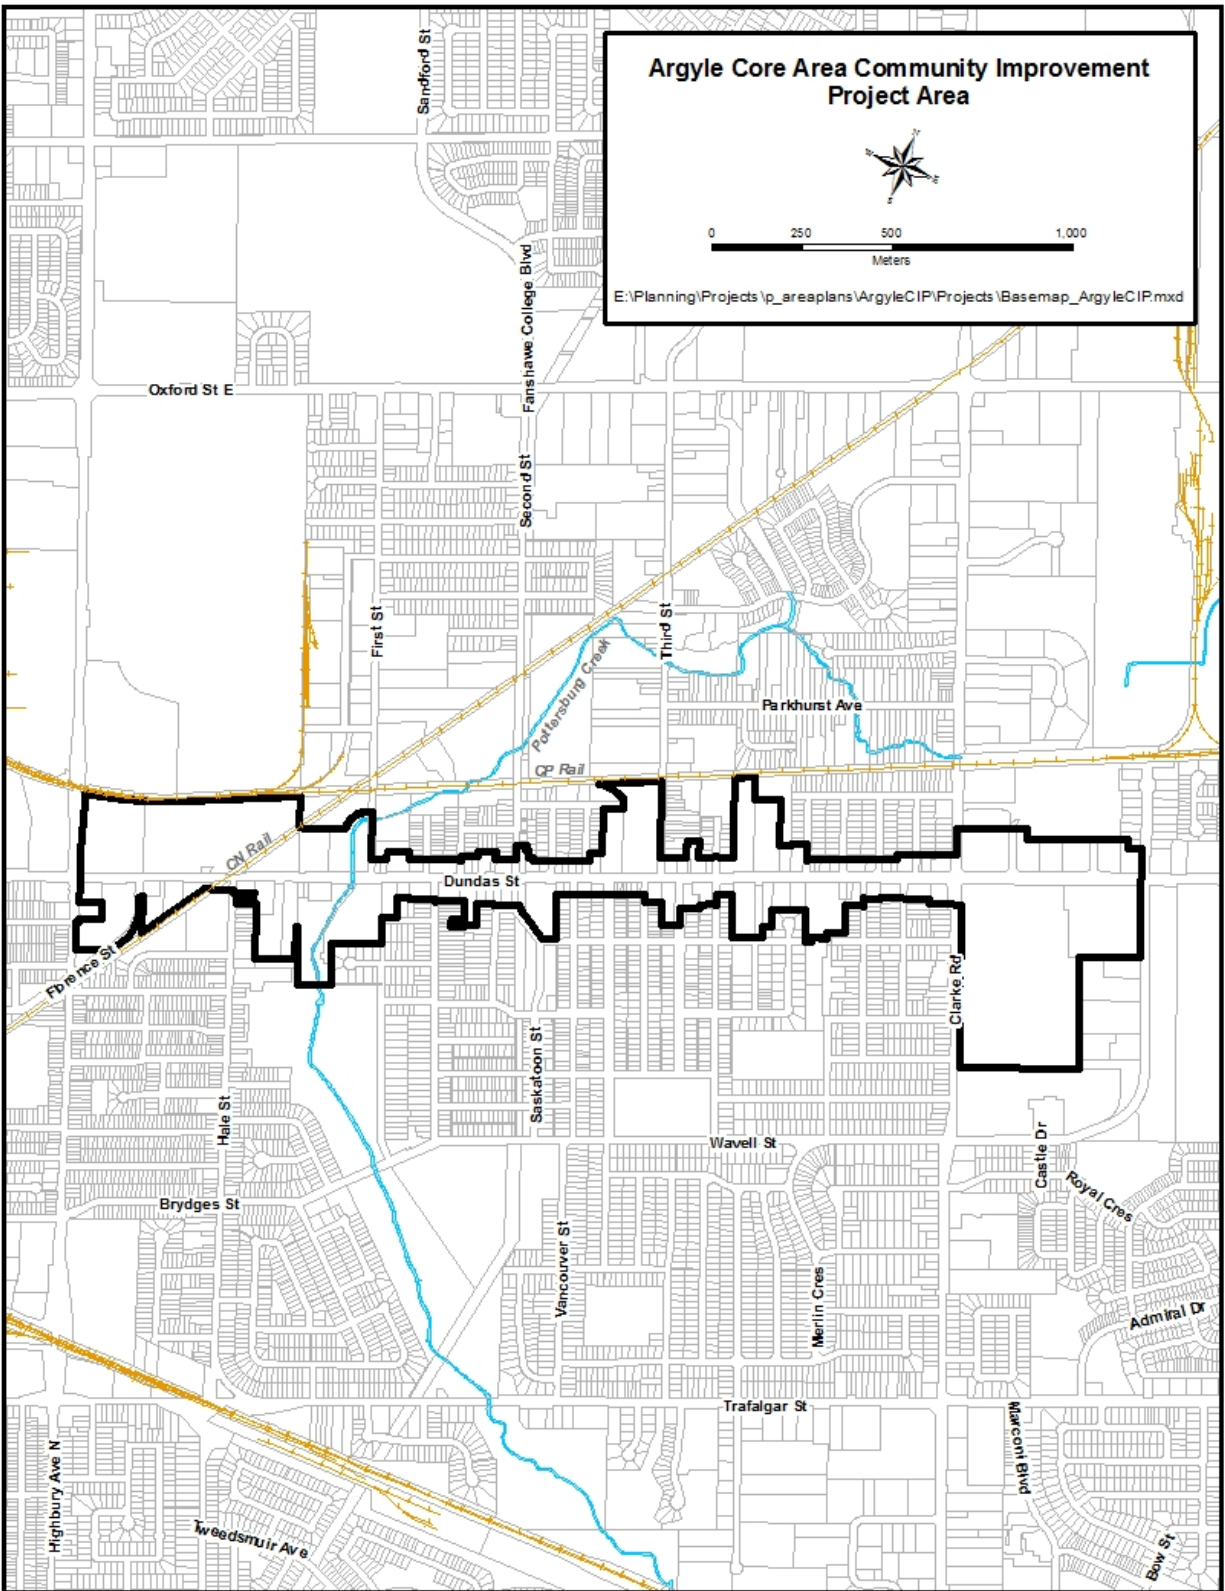 Sandford St
Argyle Core Area Community Improvement
Project Area
N
W
E
S
0 250 500 1,000
Meters
E:\Planning\Projects\p_areaplans\ArgyleCIP\Projects\Basemap_ArgyleCIP.mxd
Fanshawe College Blvd
Oxford St E
Second St
First St
Third St
Pottersburg Creek
Parkhurst Ave
CP Rail
CN Rail
Dundas St
Florence St
Clarke Rd
Saskatoon St
Hale St
Wavell St
Castle Dr
Royal Cres
Brydges St
Vancouver St
Merlin Cres
Admiral Dr
Trafalgar St
Marconi Blvd
Highbury Ave N
Tweedsmuir Ave
Bow St